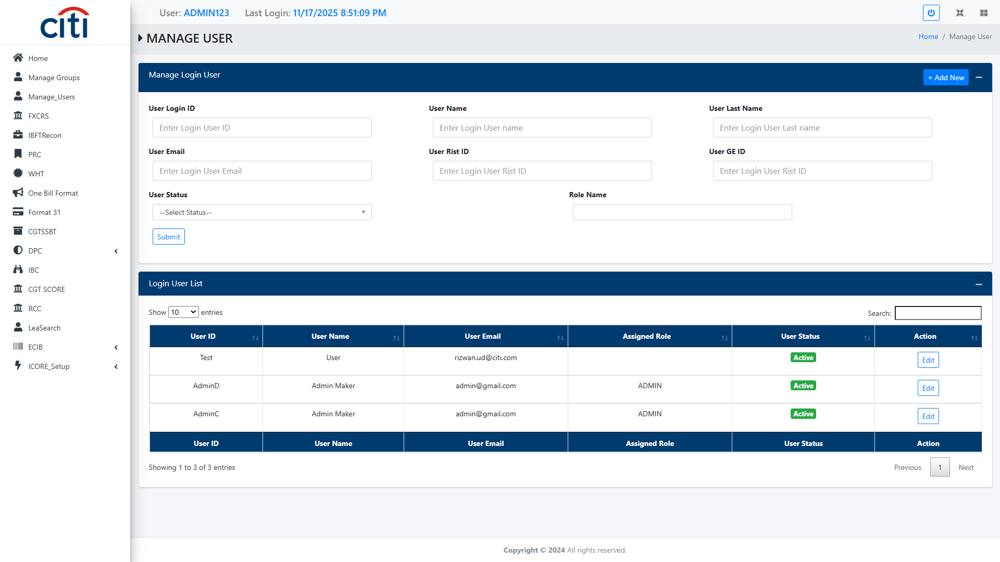 citi
User: ADMIN123 Last Login: 11/17/2025 8:51:09 PM
MANAGE USER
Home / Manage User
Home
Manage Groups
Manage_Users
FXCRS
IBFTRecon
PRC
WHT
One Bill Format
Format 31
CGTSSBT
DPC
IBC
CGT SCORE
RCC
LeaSearch
ECIB
ICORE_Setup
Manage Login User
+ Add New
User Login ID User Name User Last Name
Enter Login User ID Enter Login User name Enter Login User Last name
User Email User Rist ID User GE ID
Enter Login User Email Enter Login User Rist ID Enter Login User Rist ID
User Status Role Name
--Select Status--
Submit
Login User List
Show 10 entries Search:
User ID User Name User Email Assigned Role User Status Action
Test User rizwan.ud@citi.com Active Edit
AdminD Admin Maker admin@gmail.com ADMIN Active Edit
AdminC Admin Maker admin@gmail.com ADMIN Active Edit
User ID User Name User Email Assigned Role User Status Action
Showing 1 to 3 of 3 entries Previous 1 Next
Copyright © 2024 All rights reserved.